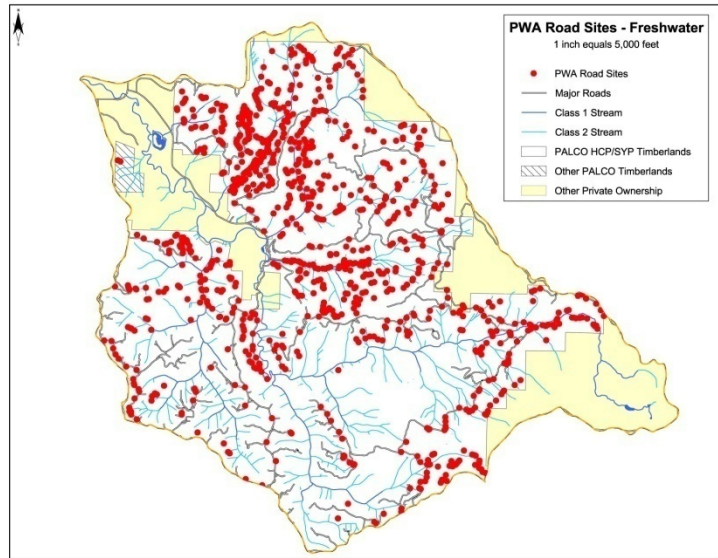 PWA Road Sites - Freshwater
1 inch equals 5,000 feet
PWA Road Sites
Major Roads
Class 1 Stream
Class 2 Stream
PALCO HCP/SYP Timberlands
Other PALCO Timberlands
Other Private Ownership